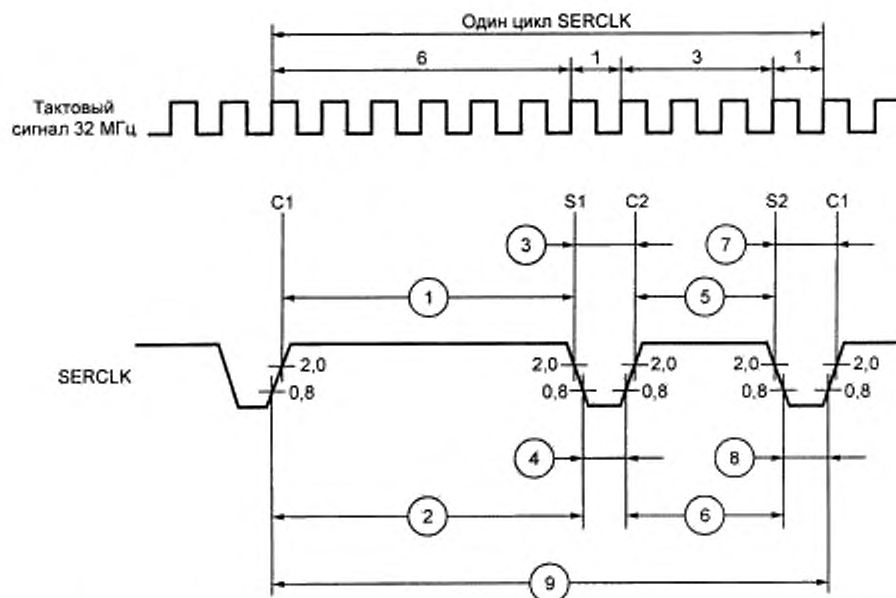 Один цикл SERCLK
6 1 3 1
Тактовый
сигнал 32 МГц
C1 S1 C2 S2 C1
3 7
1 5
SERCLK
2,0 2,0 2,0 2,0 2,0
0,8 0,8 0,8 0,8 0,8
4 8
2 6
9